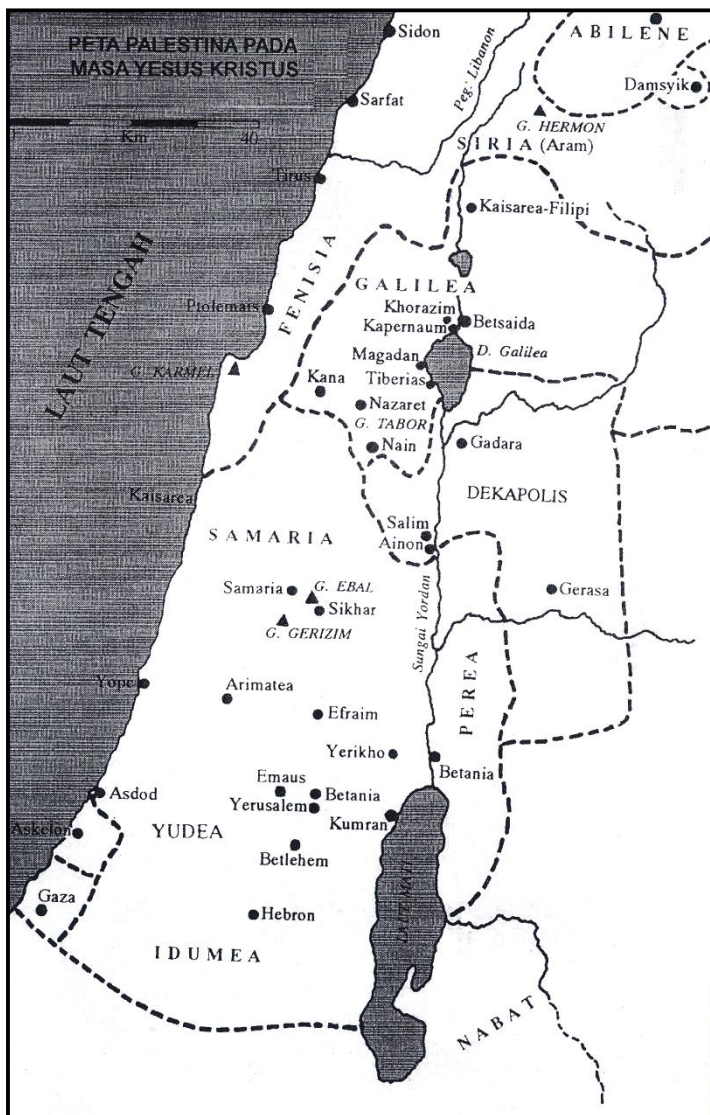 PETA PALESTINA PADA
MASA YESUS KRISTUS
Km 40
Sidon
ABILENE
Damsyik
Peg. Libanon
G. HERMON
Sarfat
SIRIA (Aram)
Tirus
Kaisarea-Filipi
FENISIA
LAUT TENGAH
GALILEA
Ptolemais
Khorazim
Kapernaum
Betsaida
D. Galilea
G. KARMEL
Magadan
Kana
Tiberias
Nazaret
G. TABOR
Nain
Gadara
Kaisarea
DEKAPOLIS
SAMARIA
Salim
Ainon
Samaria
G. EBAL
Sikhar
G. GERIZIM
Gerasa
Sungai Yordan
Yope
Arimatea
Efraim
PEREA
Yerikho
Betania
Emaus
Betania
Yerusalem
Asdod
Kumran
Askelon
YUDEA
Betlehem
Gaza
Hebron
LAUT MATI
IDUMEA
NABAT